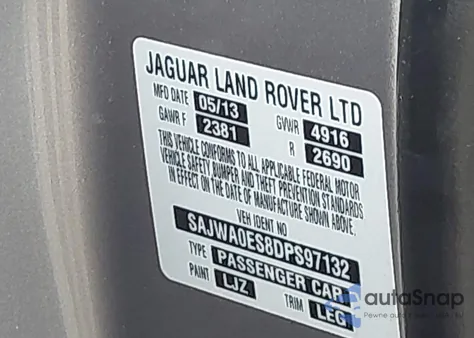 JAGUAR LAND ROVER LTD
MFD DATE 05/13 GVWR 4916
GAWR F 2381 R 2690
THIS VEHICLE CONFORMS TO ALL APPLICABLE FEDERAL MOTOR
VEHICLE SAFETY BUMPER AND THEFT PREVENTION STANDARDS
IN EFFECT ON THE DATE OF MANUFACTURE SHOWN ABOVE.
VEH IDENT NO
SAJWA0ES8DPS97132
TYPE PASSENGER CAR
PAINT LJZ TRIM LEG
autoSnap
Pewne auto